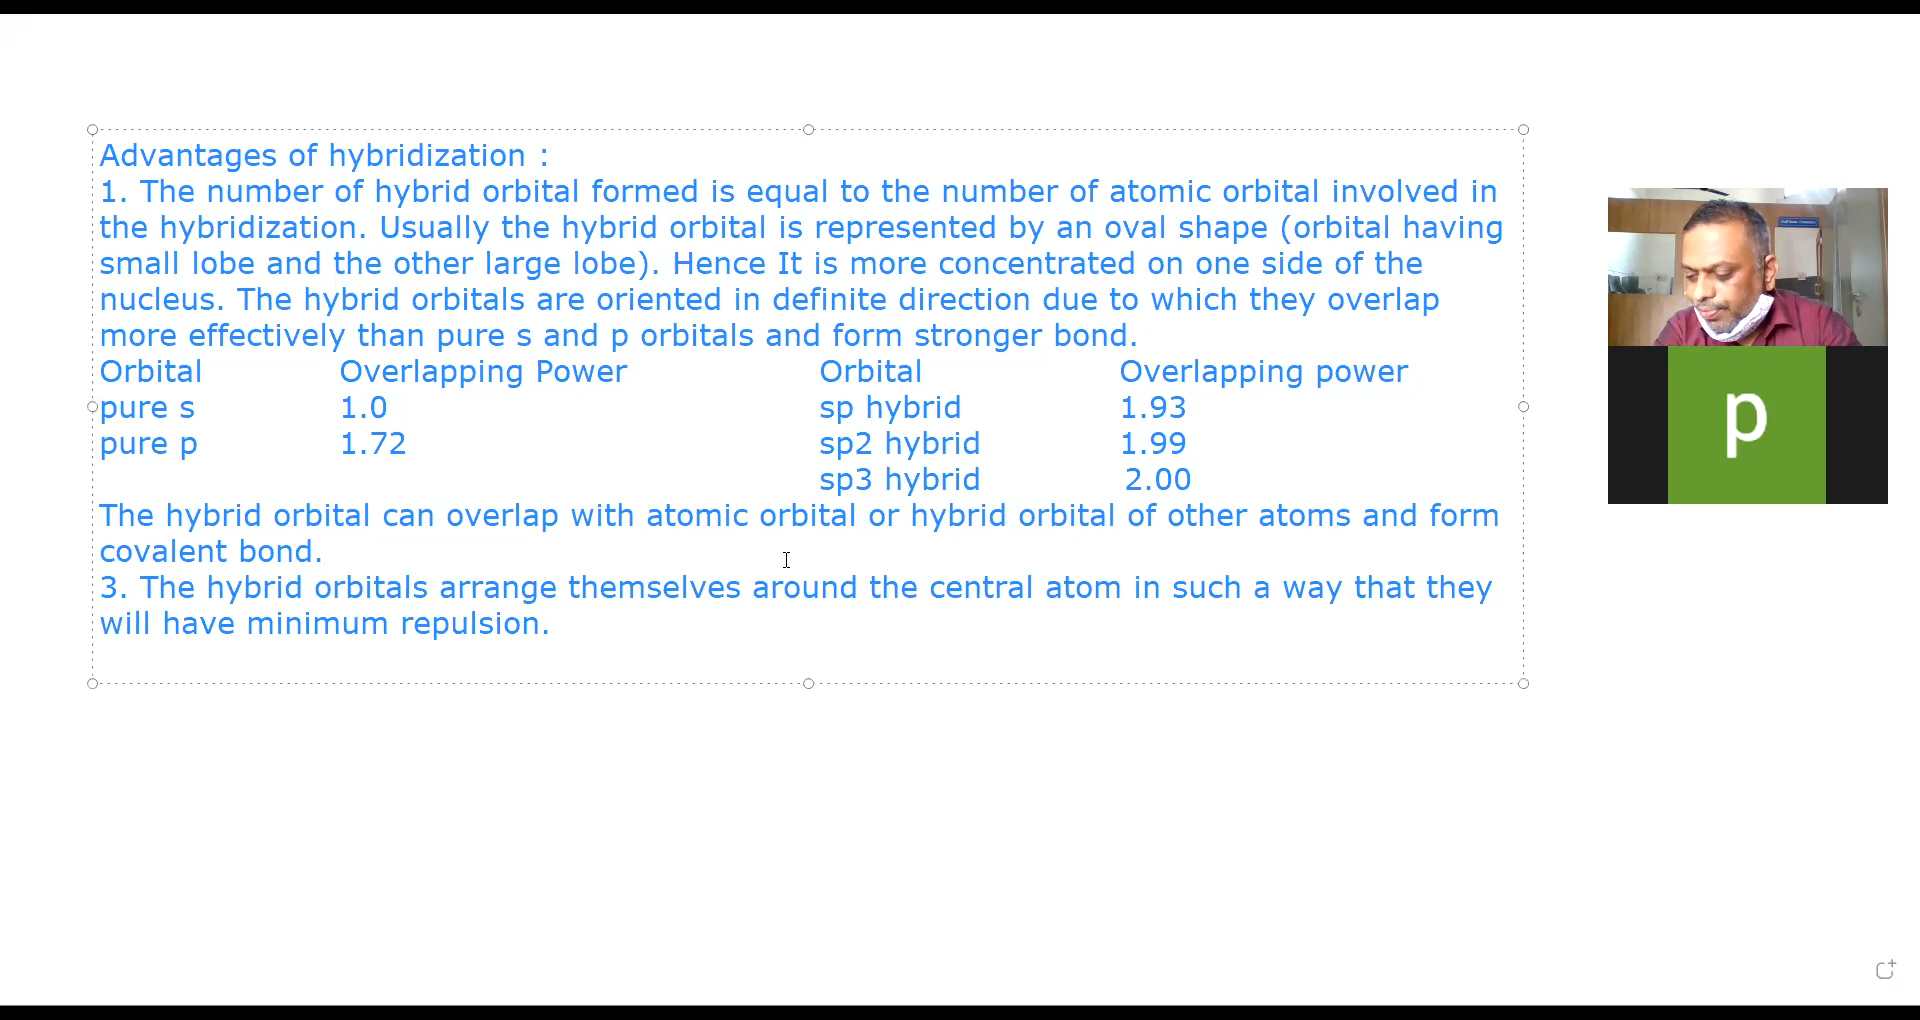 Advantages of hybridization :
1. The number of hybrid orbital formed is equal to the number of atomic orbital involved in
the hybridization. Usually the hybrid orbital is represented by an oval shape (orbital having
small lobe and the other large lobe). Hence It is more concentrated on one side of the
nucleus. The hybrid orbitals are oriented in definite direction due to which they overlap
more effectively than pure s and p orbitals and form stronger bond.
Orbital Overlapping Power Orbital Overlapping power
pure s 1.0 sp hybrid 1.93
pure p 1.72 sp2 hybrid 1.99
sp3 hybrid 2.00
The hybrid orbital can overlap with atomic orbital or hybrid orbital of other atoms and form
covalent bond.
3. The hybrid orbitals arrange themselves around the central atom in such a way that they
will have minimum repulsion.
p